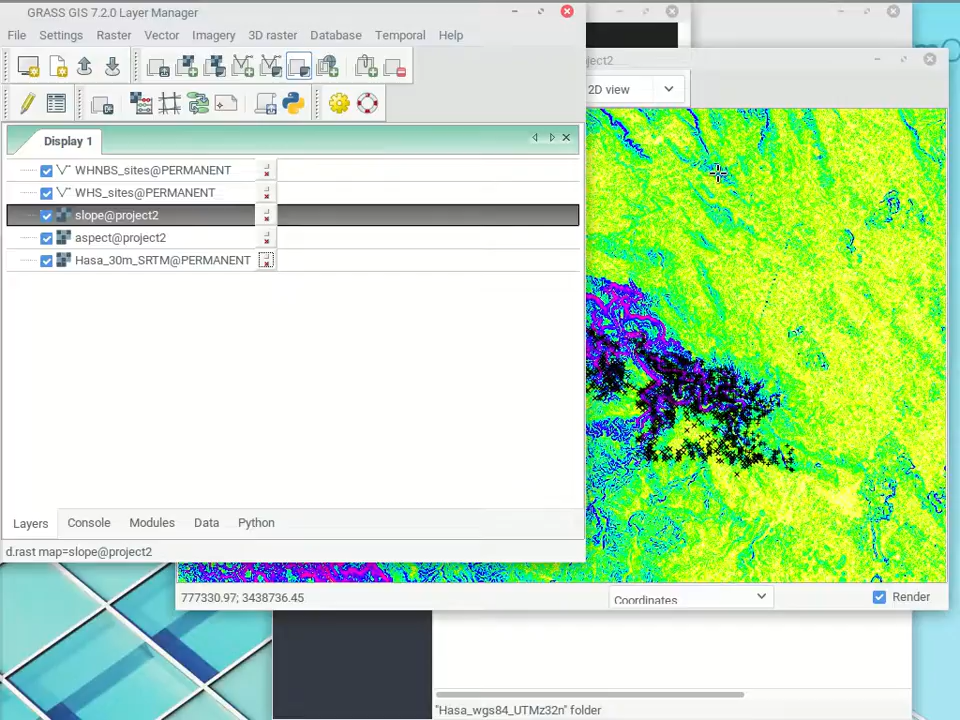 GRASS GIS 7.2.0 Layer Manager
File Settings Raster Vector Imagery 3D raster Database Temporal Help
Display 1
WHNBS_sites@PERMANENT
WHS_sites@PERMANENT
slope@project2
aspect@project2
Hasa_30m_SRTM@PERMANENT
Layers Console Modules Data Python
d.rast map=slope@project2
2D view
777330.97; 3438736.45
Coordinates
Render
"Hasa_wgs84_UTMz32n" folder